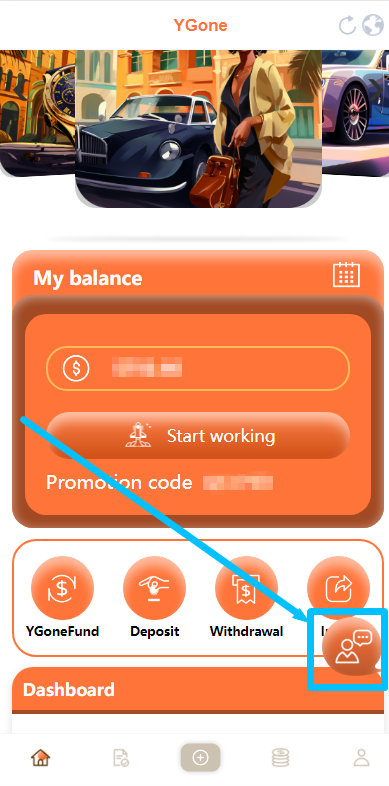 YGone
My balance
Start working
Promotion code
YGoneFund
Deposit
Withdrawal
Dashboard